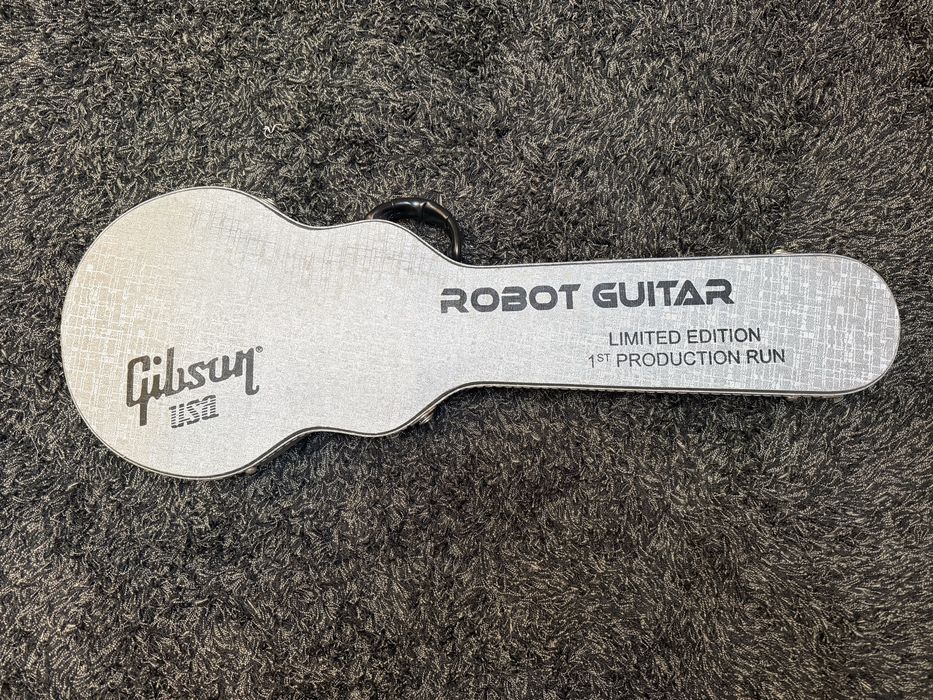 Gibson®
USA
ROBOT GUITAR
LIMITED EDITION
1ST PRODUCTION RUN